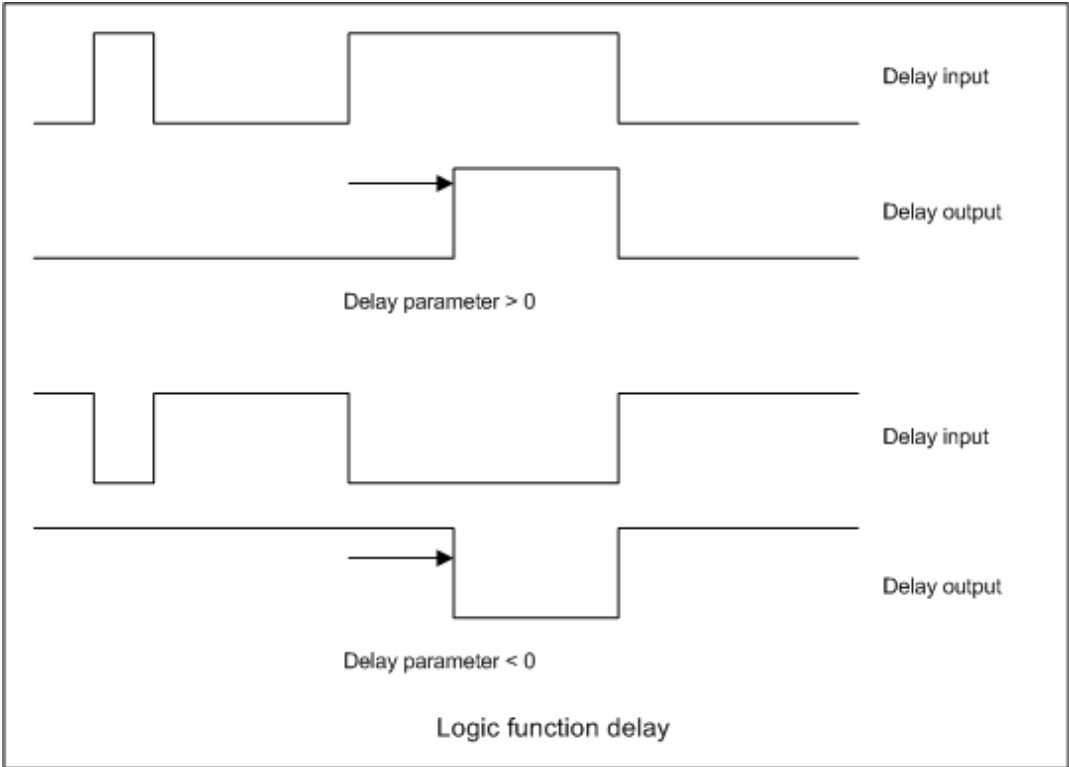 Delay input
Delay output
Delay parameter > 0
Delay input
Delay output
Delay parameter < 0
Logic function delay